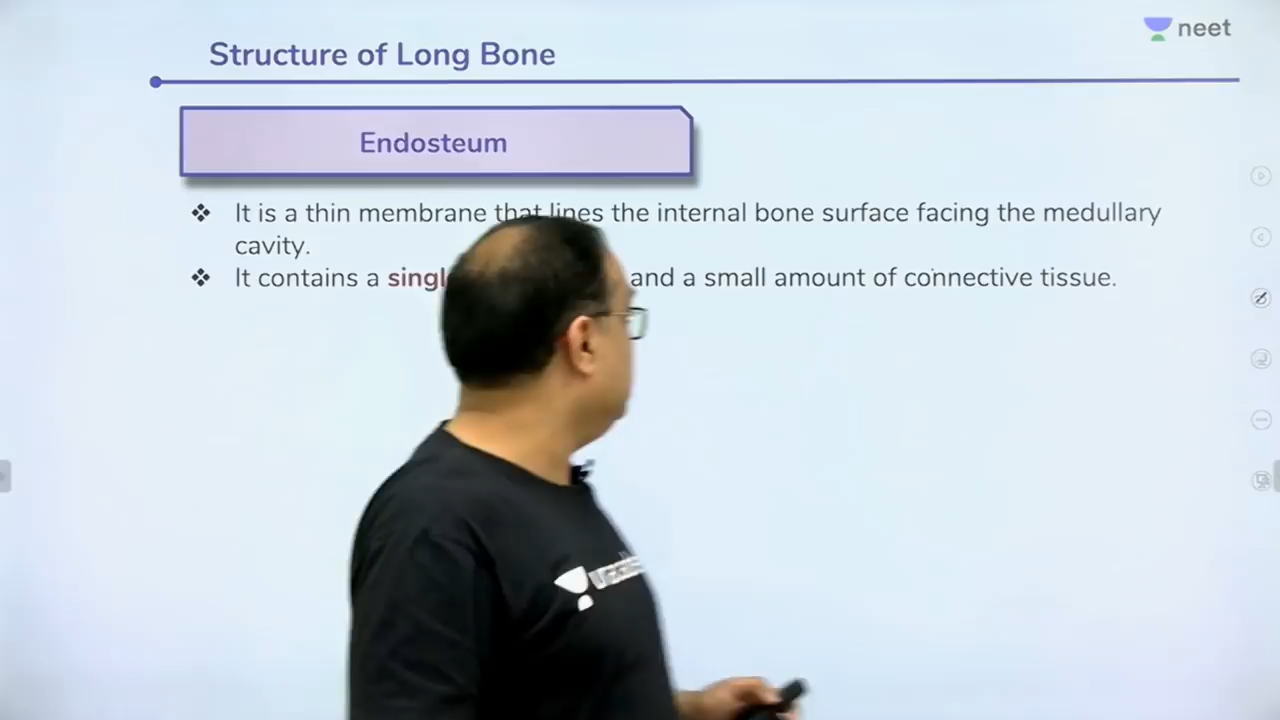 neet
Structure of Long Bone
Endosteum
It is a thin membrane that lines the internal bone surface facing the medullary
cavity.
It contains a and a small amount of connective tissue.